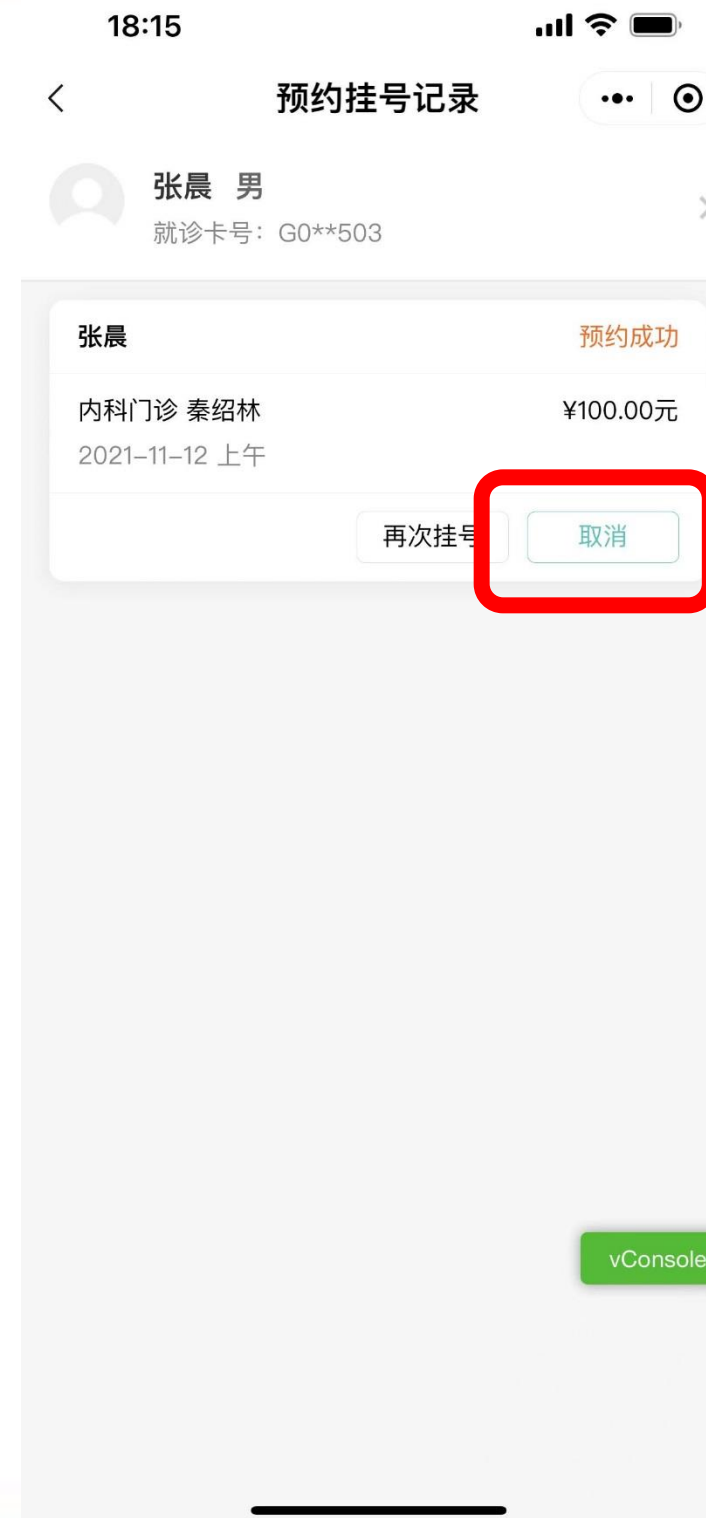 18:15
预约挂号记录
张晨 男
就诊卡号：G0**503
张晨 预约成功
内科门诊 秦绍林 ¥100.00元
2021-11-12 上午
再次挂号 取消
vConsole